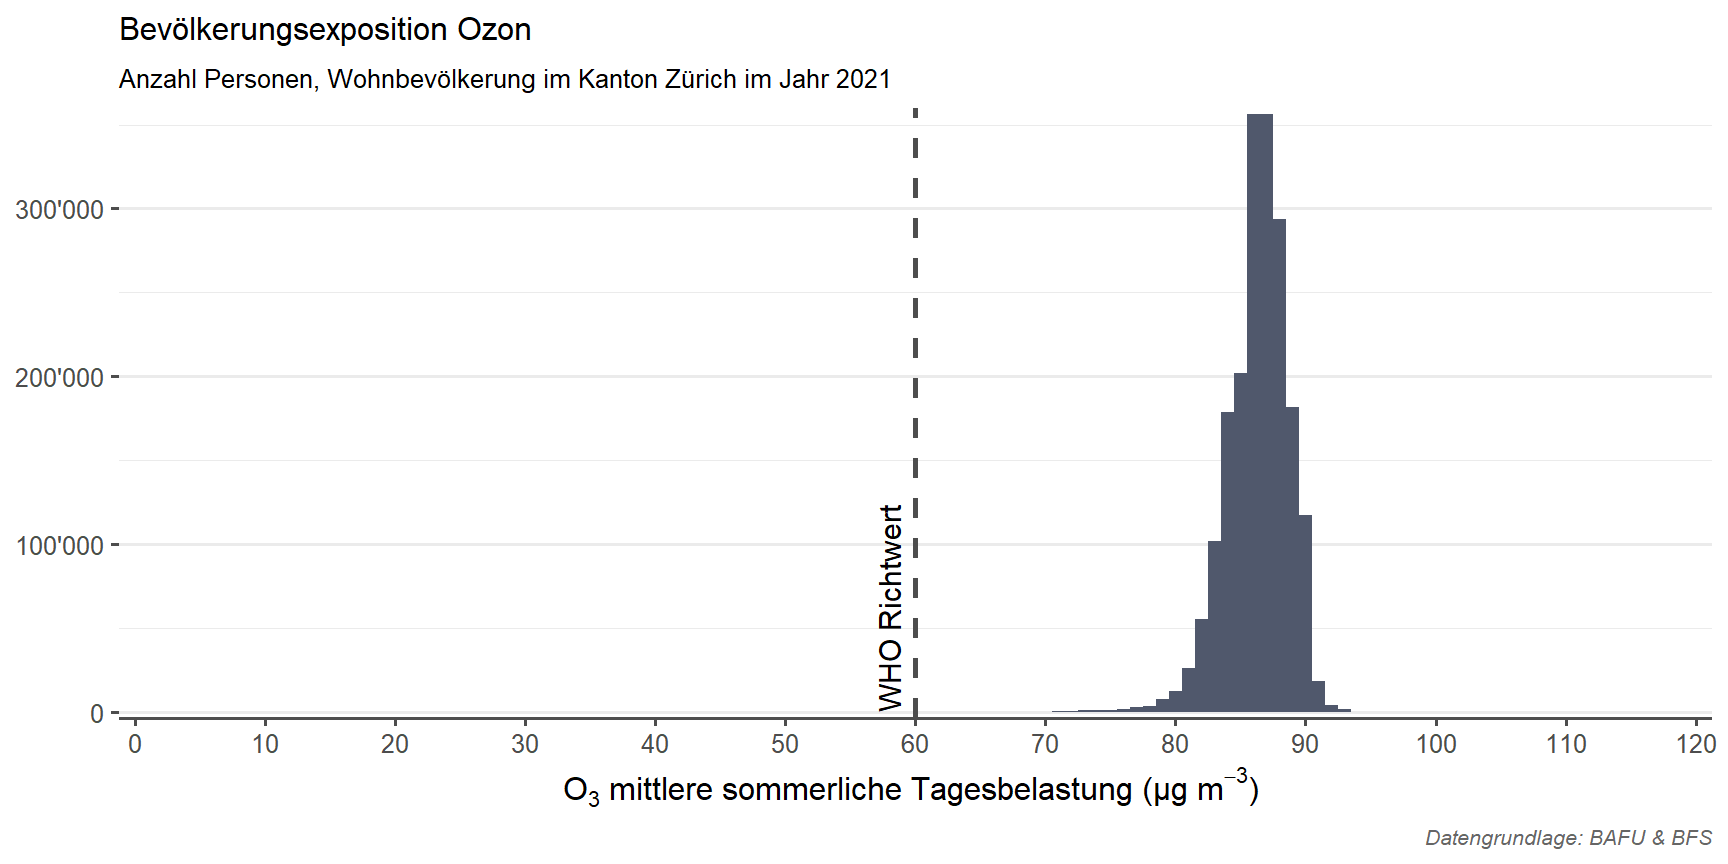 Bevölkerungsexposition Ozon
Anzahl Personen, Wohnbevölkerung im Kanton Zürich im Jahr 2021
300'000
200'000
100'000
0
WHO Richtwert
0 10 20 30 40 50 60 70 80 90 100 110 120
O₃ mittlere sommerliche Tagesbelastung (µg m⁻³)
Datengrundlage: BAFU & BFS